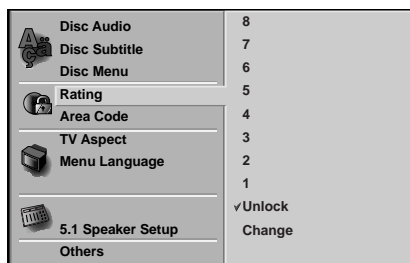 Disc Audio
Disc Subtitle
Disc Menu
Rating
Area Code
TV Aspect
Menu Language
5.1 Speaker Setup
Others
8
7
6
5
4
3
2
1
✓Unlock
Change